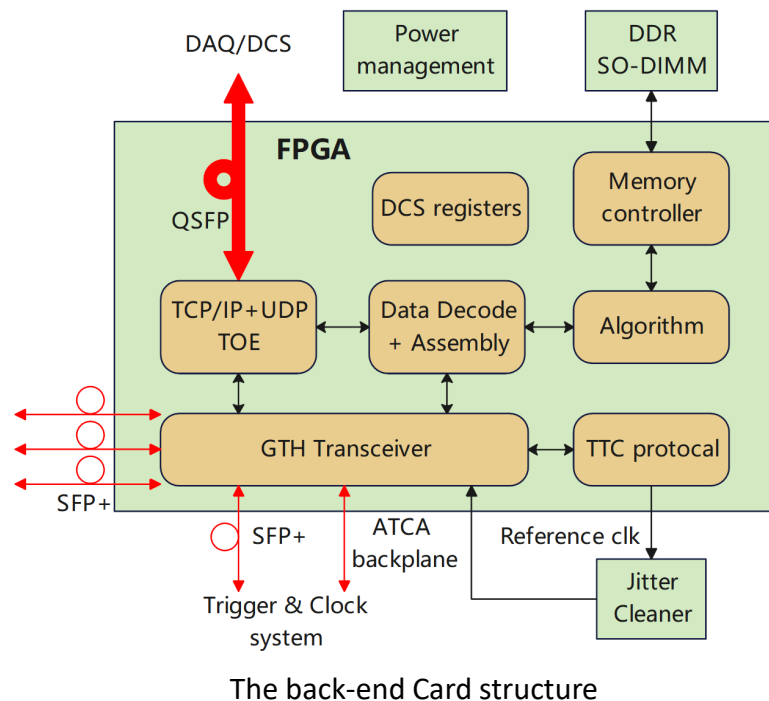 DAQ/DCS
Power
management
DDR
SO-DIMM
FPGA
QSFP
DCS registers
Memory
controller
TCP/IP+UDP
TOE
Data Decode
+ Assembly
Algorithm
GTH Transceiver
TTC protocal
SFP+
SFP+
ATCA
backplane
Reference clk
Trigger & Clock
system
Jitter
Cleaner
The back-end Card structure